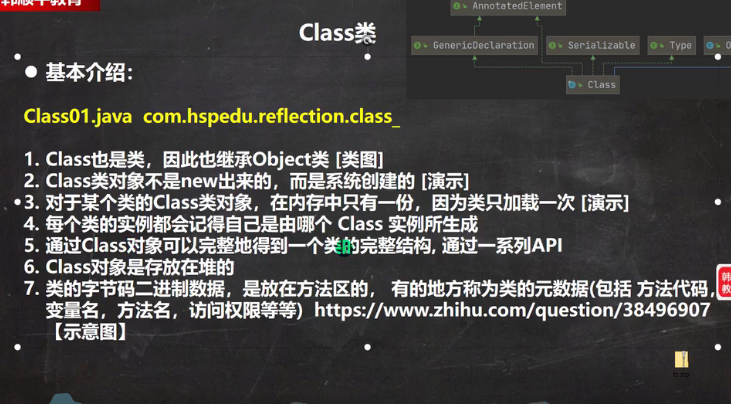 韩顺平教育
AnnotatedElement
GenericDeclaration Serializable Type
Class
Class类
● 基本介绍：
Class01.java com.hspedu.reflection.class_
1. Class也是类，因此也继承Object类 [类图]
2. Class类对象不是new出来的，而是系统创建的 [演示]
3. 对于某个类的Class类对象，在内存中只有一份，因为类只加载一次 [演示]
4. 每个类的实例都会记得自己是由哪个 Class 实例所生成
5. 通过Class对象可以完整地得到一个类的完整结构, 通过一系列API
6. Class对象是存放在堆的
7. 类的字节码二进制数据，是放在方法区的， 有的地方称为类的元数据(包括 方法代码，
变量名，方法名，访问权限等等) https://www.zhihu.com/question/38496907
【示意图】
韩
教